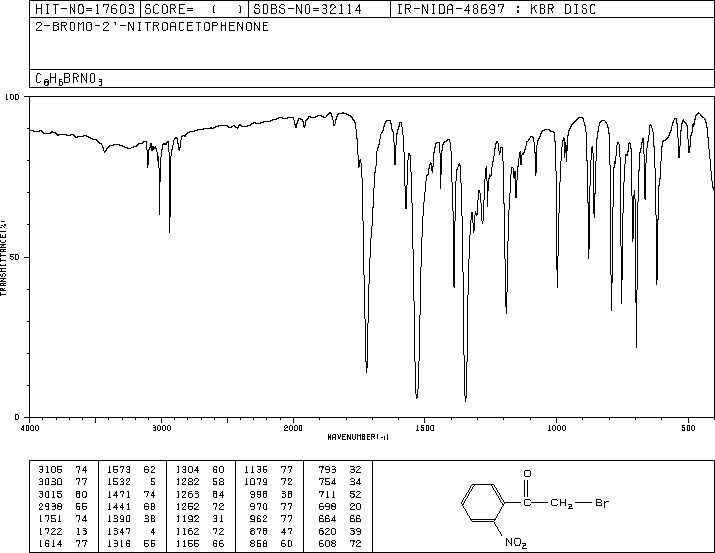 HIT-NO=17603 SCORE= ( ) SDBS-NO=32114 IR-NIDA-48697 : KBR DISC
2-BROMO-2'-NITROACETOPHENONE
C8H6BRNO3
100
50
0
TRANSMITTANCE(%)
4000 3000 2000 1500 1000 500
WAVENUMBER(-1)
3105 74 1573 62 1304 60 1136 77 793 32
3030 77 1532 5 1282 58 1079 72 754 34
3015 60 1471 74 1263 64 998 38 711 52
2938 55 1441 68 1252 72 970 77 698 20
1751 74 1390 38 1192 31 962 77 664 66
1722 13 1347 4 1162 72 878 47 620 39
1614 77 1316 55 1155 66 858 60 608 72
O
C CH2 Br
NO2